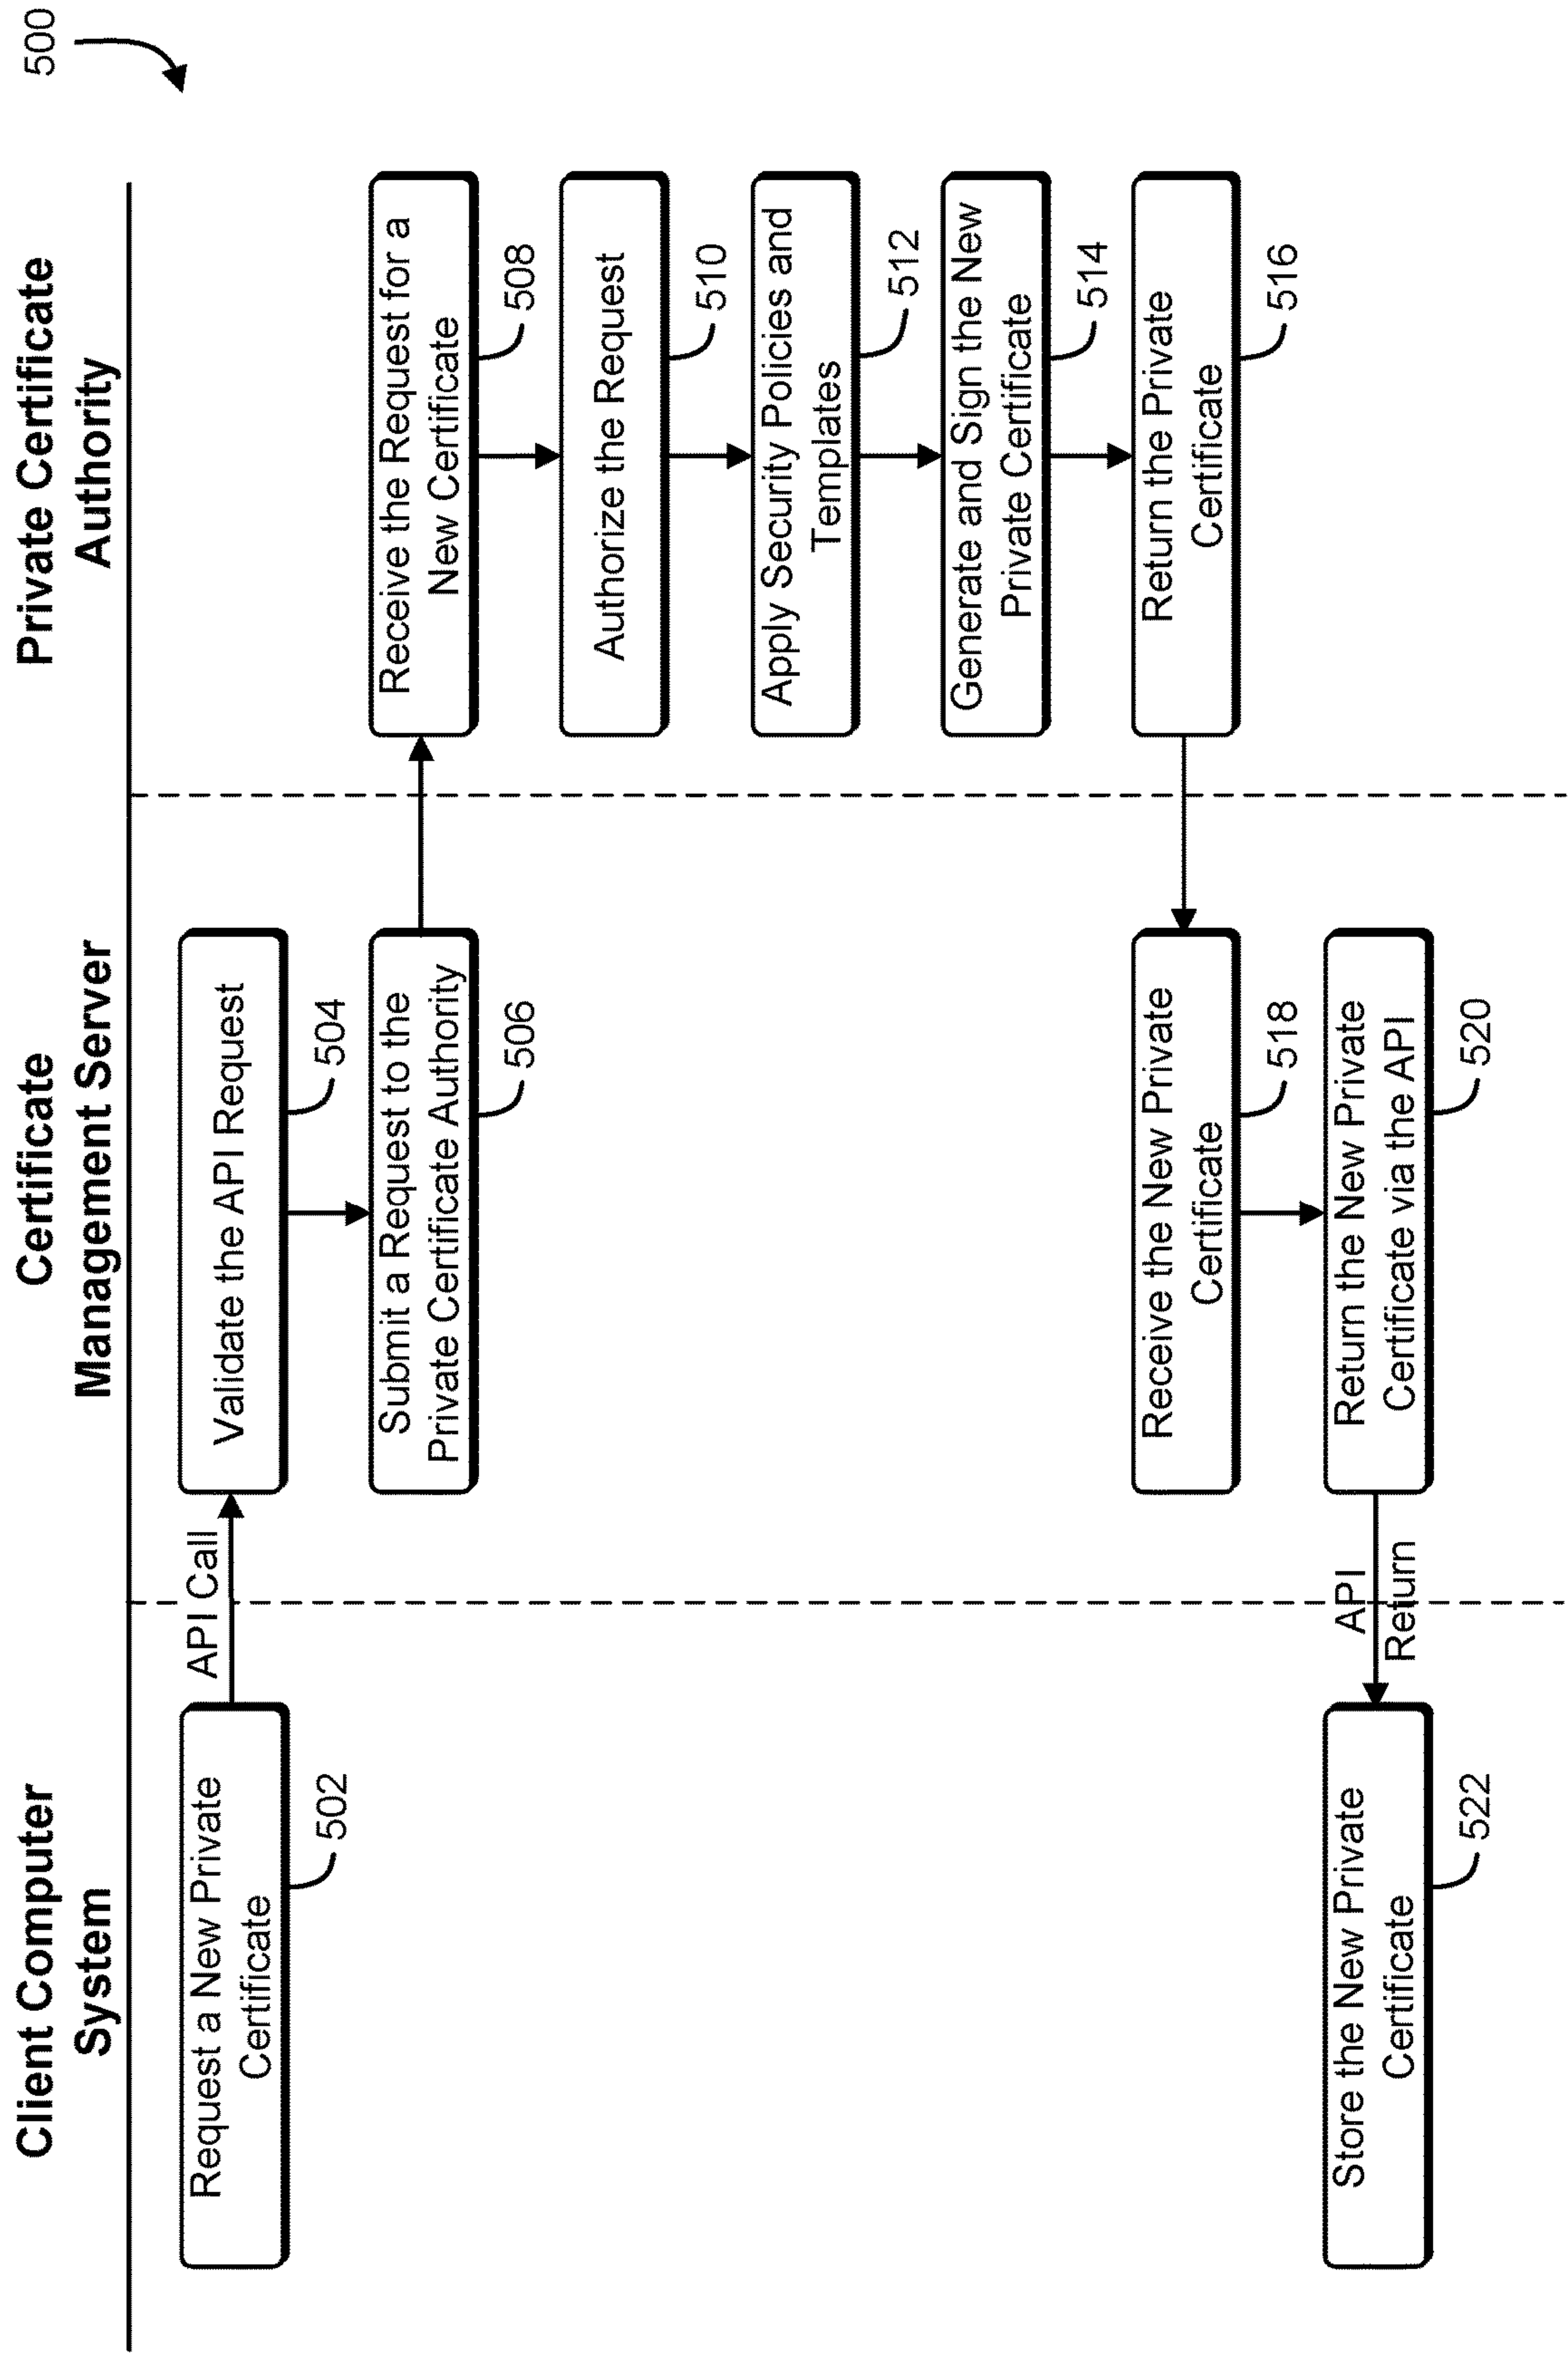 500
Client Computer
System
Certificate
Management Server
Private Certificate
Authority
Request a New Private
Certificate
502
API Call
Validate the API Request
504
Submit a Request to the
Private Certificate Authority
506
Receive the Request for a
New Certificate
508
Authorize the Request
510
Apply Security Policies and
Templates
512
Generate and Sign the New
Private Certificate
514
Return the Private
Certificate
516
Receive the New Private
Certificate
518
Return the New Private
Certificate via the API
520
API
Return
Store the New Private
Certificate
522